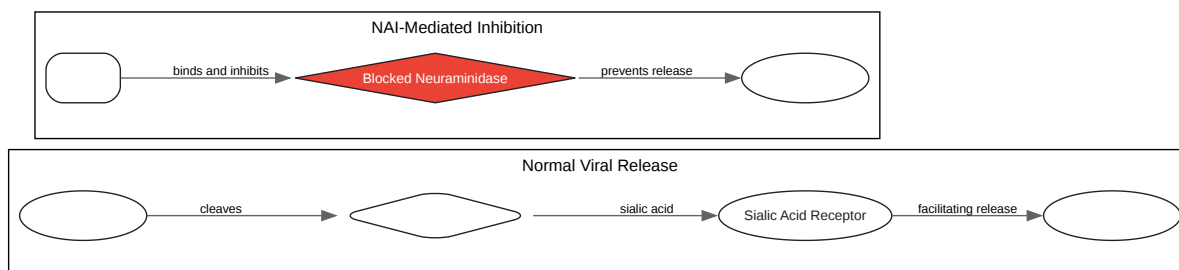 NAI-Mediated Inhibition
binds and inhibits
Blocked Neuraminidase
prevents release
Normal Viral Release
cleaves
sialic acid
Sialic Acid Receptor
facilitating release